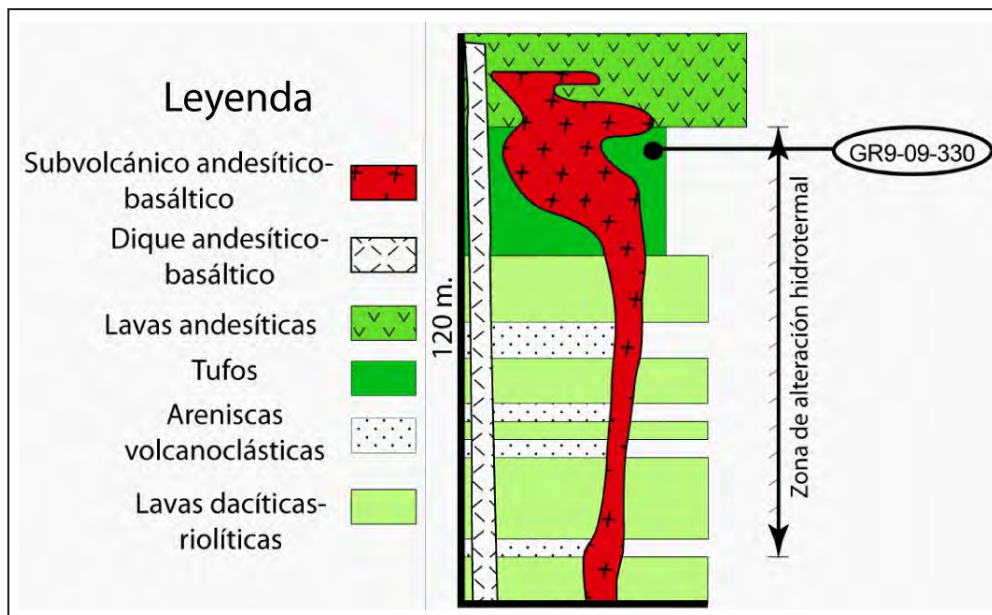 Leyenda
Subvolcánico andesítico-
basáltico
Dique andesítico-
basáltico
Lavas andesíticas
Tufos
Areniscas
volcanoclásticas
Lavas dacíticas-
riolíticas
120 m.
GR9-09-330
Zona de alteración hidrotermal